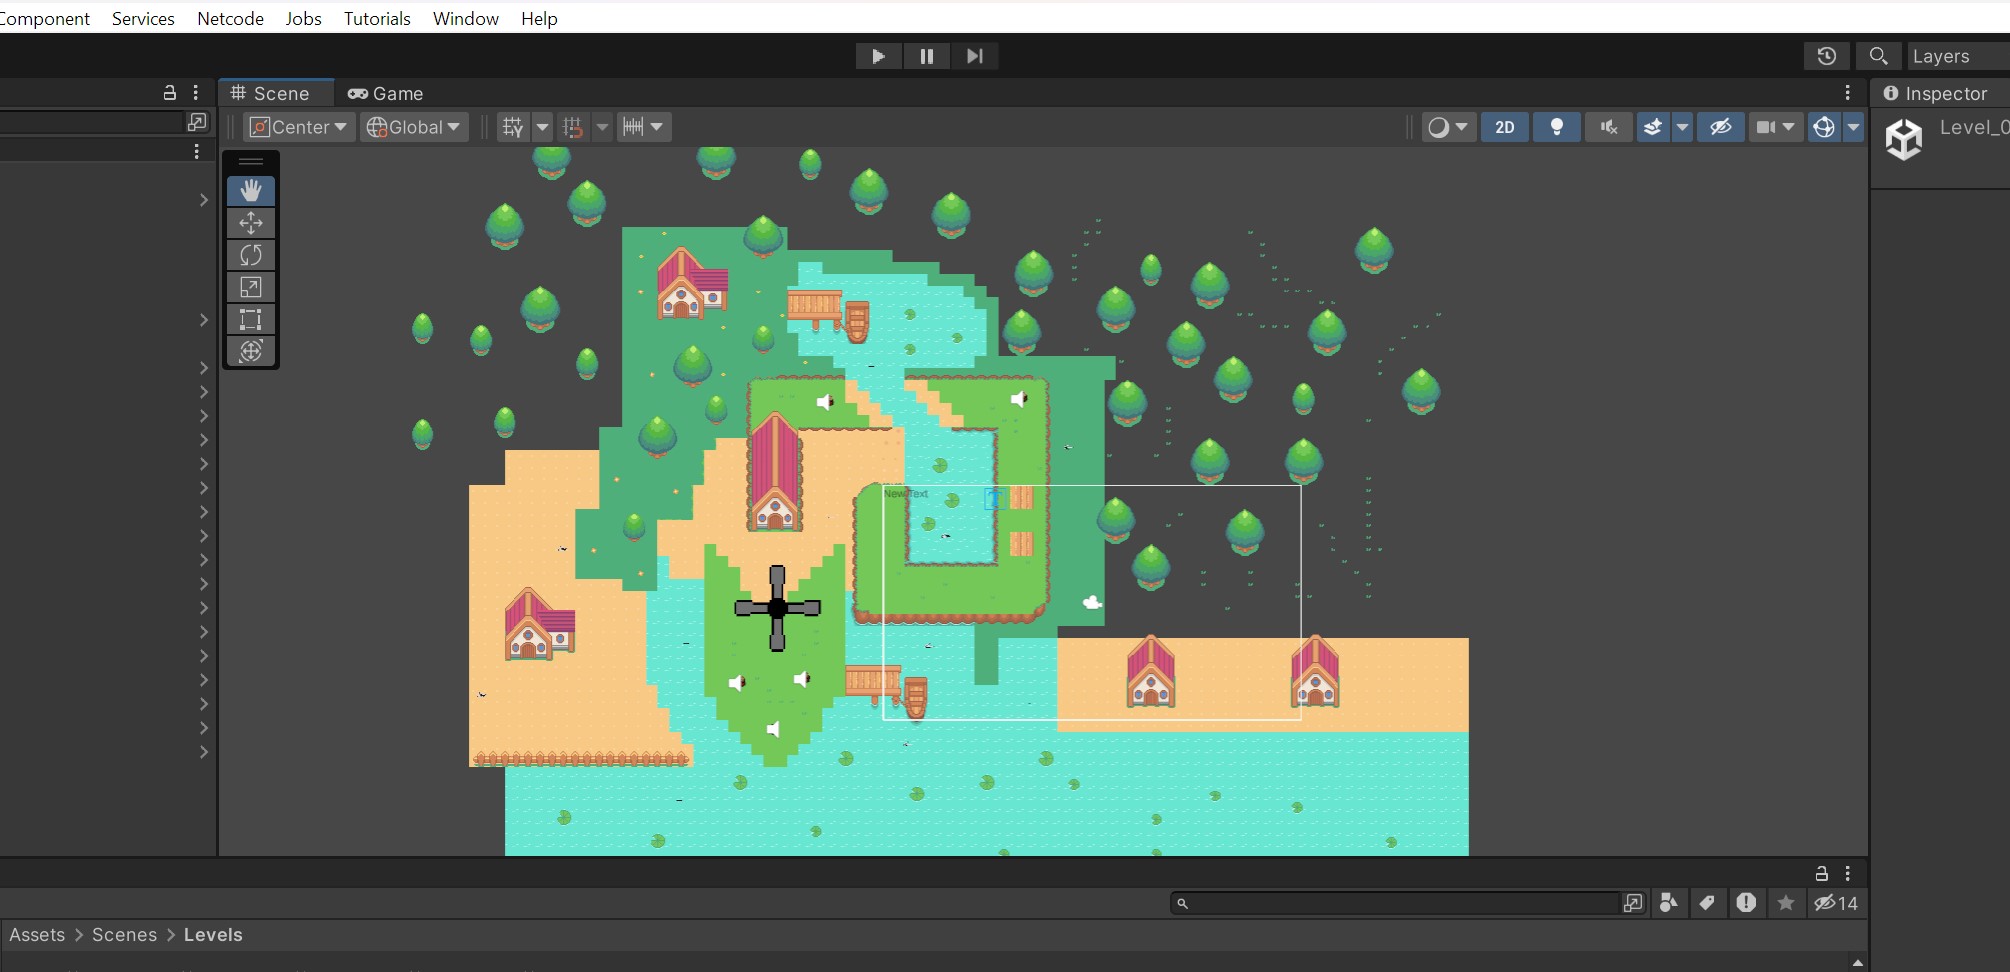 Component Services Netcode Jobs Tutorials Window Help
Layers
Scene Game
Inspector
Center Global 2D
Level_0
New Text
14
Assets > Scenes > Levels